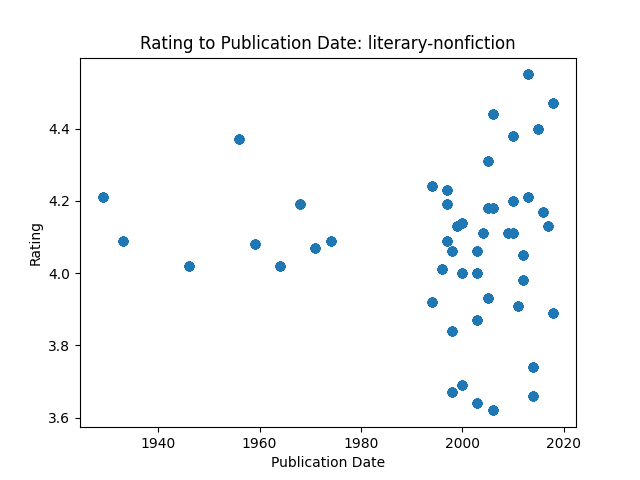 Rating to Publication Date: literary-nonfiction
4.4
4.2
4.0
3.8
3.6
Rating
1940 1960 1980 2000 2020
Publication Date